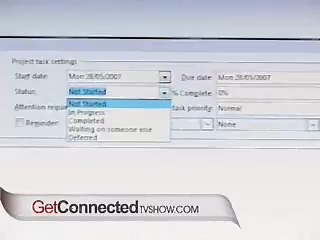 Project task settings
Start date: Mon 28/05/2007 Due date: Mon 28/05/2007
Status: Not Started % Complete: 0%
Not Started
In Progress
Attention task priority: Normal
Completed
Reminder: Waiting on someone else None
Deferred
GetConnectedTVSHOW.COM